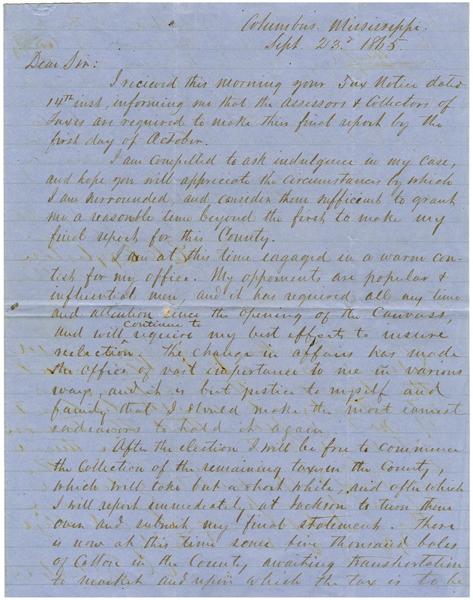 Columbus Mississippi.
Sept. 23d 1865.
Dear Sir:
I recieved this morning your Tax Notice dated
14th inst, informing me that the Assessors & Collectors of
Taxes are required to make their final report by the
first day of October.
I am compelled to ask indulgence in my case,
and hope you will appreciate the circumstances by which
I am surrounded, and consider them sufficient to grant
me a reasonable time beyond the first to make my
final report for this County.
I am at this time engaged in a warm con-
test for my office. My opponents are popular &
influential men, and it has required all my time
and attention since the opening of the Canvass,
and will continue to require my best efforts to insure
reelection. The change in affairs has made
the office of vast importance to me in various
ways, and it is but justice to myself and
family that I should make the most earnest
endeavors to hold it again.
After the election I will be free to commence
the Collection of the remaining taxes in the County,
which will take but a short while, and after which
I will report immediately at Jackson to turn them
over and submit my final statement. There
is now at this time some five thousand bales
of Cotton in the County awaiting transportation
to market and upon which the tax is to be